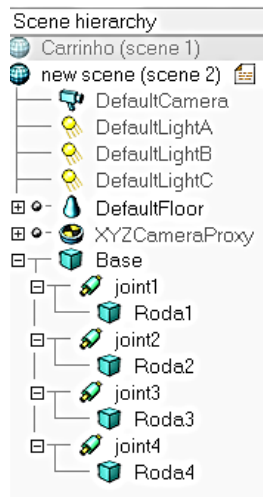 Scene hierarchy
Carrinho (scene 1)
new scene (scene 2)
DefaultCamera
DefaultLightA
DefaultLightB
DefaultLightC
DefaultFloor
XYZCameraProxy
Base
joint1
Roda1
joint2
Roda2
joint3
Roda3
joint4
Roda4